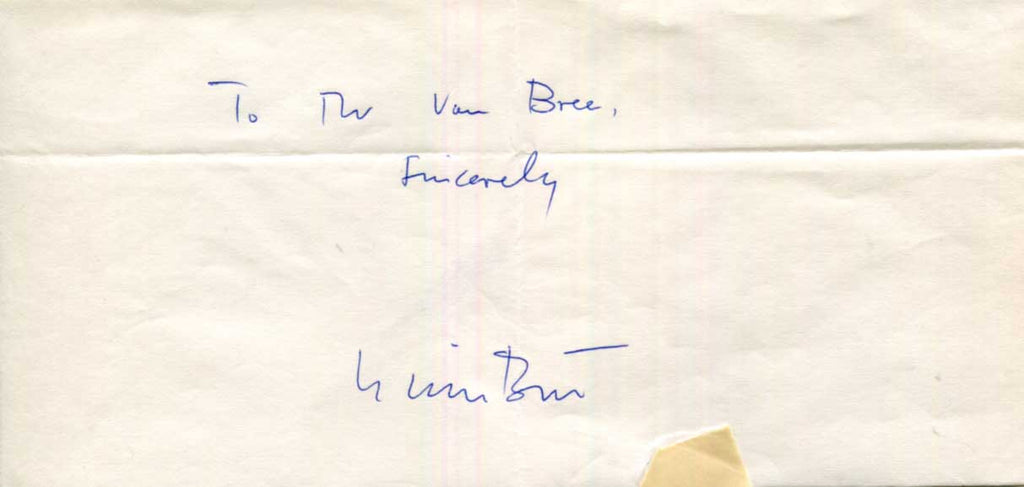 To Mr Van Bree,
Sincerely